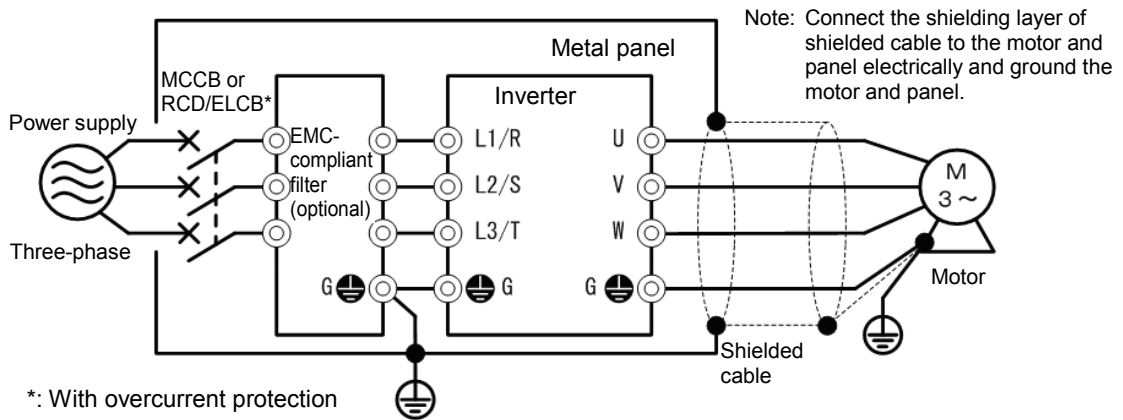 Note: Connect the shielding layer of
shielded cable to the motor and
panel electrically and ground the
motor and panel.
Metal panel
MCCB or
RCD/ELCB*
Inverter
Power supply
EMC-
compliant
filter
(optional)
L1/R
U
L2/S
V
L3/T
W
G
G
G
M
3 ~
Three-phase
Motor
Shielded
cable
*: With overcurrent protection